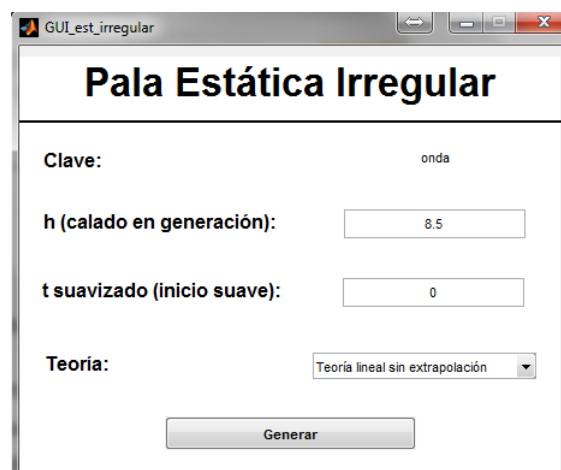 GUI_est_irregular
Pala Estática Irregular
Clave: onda
h (calado en generación): 8.5
t suavizado (inicio suave): 0
Teoría: Teoría lineal sin extrapolación
Generar